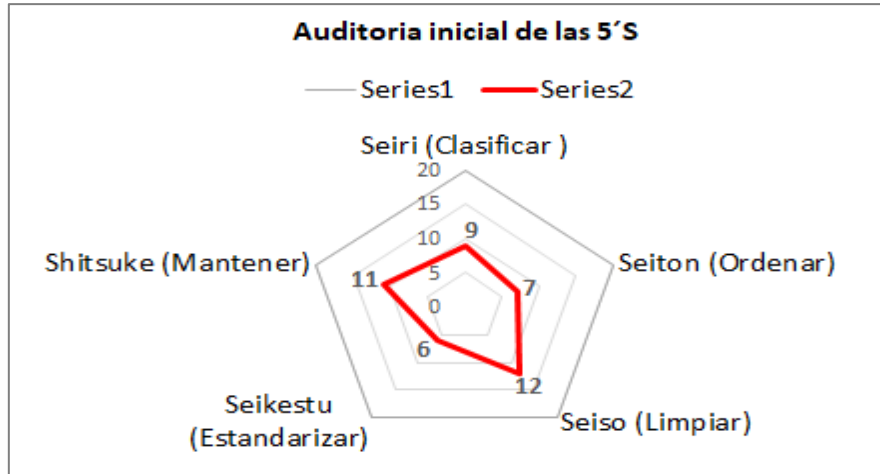 Auditoria inicial de las 5´S
Series1 Series2
Seiri (Clasificar )
20
15
10
5
0
9
Shitsuke (Mantener)
11
7
Seiton (Ordenar)
6
12
Seikestu
(Estandarizar)
Seiso (Limpiar)